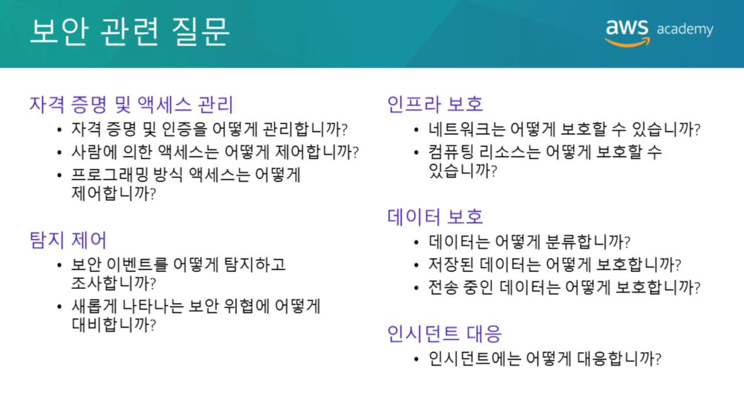 보안 관련 질문
aws academy
자격 증명 및 액세스 관리
• 자격 증명 및 인증을 어떻게 관리합니까?
• 사람에 의한 액세스는 어떻게 제어합니까?
• 프로그래밍 방식 액세스는 어떻게
제어합니까?
탐지 제어
• 보안 이벤트를 어떻게 탐지하고
조사합니까?
• 새롭게 나타나는 보안 위협에 어떻게
대비합니까?
인프라 보호
• 네트워크는 어떻게 보호할 수 있습니까?
• 컴퓨팅 리소스는 어떻게 보호할 수
있습니까?
데이터 보호
• 데이터는 어떻게 분류합니까?
• 저장된 데이터는 어떻게 보호합니까?
• 전송 중인 데이터는 어떻게 보호합니까?
인시던트 대응
• 인시던트에는 어떻게 대응합니까?